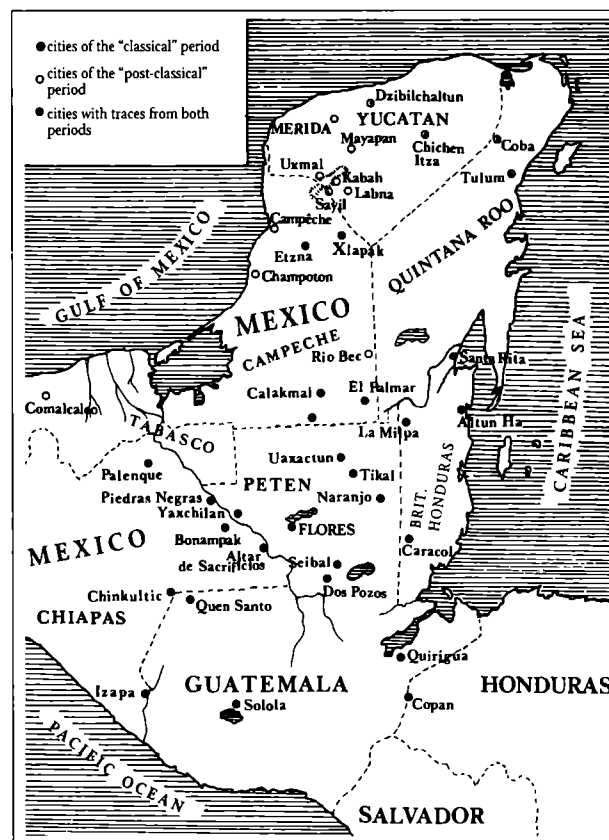 cities of the "classical" period
cities of the "post-classical"
period
cities with traces from both
periods
Dzibilchaltun
YUCATAN
MERIDA
Mayapan
Chichen
Itza
Coba
Uxmal
Kabah
Labna
Tulum
Sayil
Campêche
Xlapak
Etzna
QUINTANA ROO
Champoton
GULF OF MEXICO
MEXICO
CAMPECHE
Rio Bec
Santa Rita
CARIBBEAN SEA
Calakmal
El Palmar
Comalcalco
Altun Ha
TABASCO
La Milpa
Uaxactun
Palenque
Tikal
PETEN
Piedras Negras
Naranjo
BRIT.
HONDURAS
Yaxchilan
FLORES
MEXICO
Bonampak
Caracol
Altar
de Sacrificios
Seibal
Dos Pozos
Chinkultic
Quen Santo
CHIAPAS
Quirigua
GUATEMALA
HONDURAS
Izapa
Solola
Copan
PACIFIC OCEAN
SALVADOR